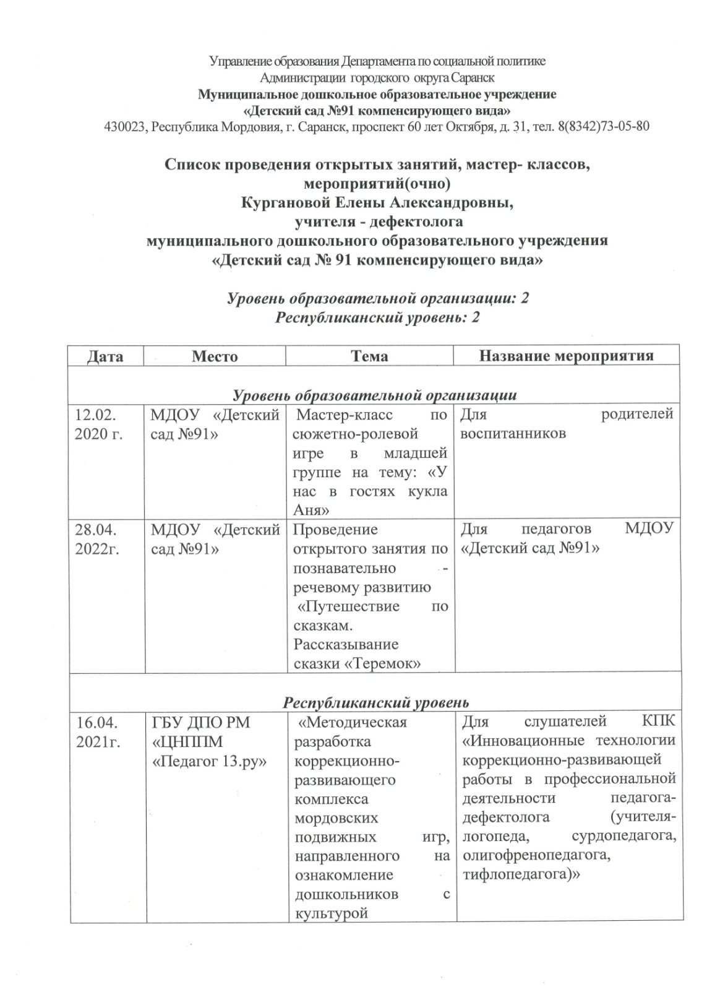 Управление образования Департамента по социальной политике
Администрации городского округа Саранск
Муниципальное дошкольное образовательное учреждение
«Детский сад №91 компенсирующего вида»
430023, Республика Мордовия, г. Саранск, проспект 60 лет Октября, д. 31, тел. 8(8342)73-05-80
Список проведения открытых занятий, мастер- классов,
мероприятий(очно)
Кургановой Елены Александровны,
учителя - дефектолога
муниципального дошкольного образовательного учреждения
«Детский сад № 91 компенсирующего вида»
Уровень образовательной организации: 2
Республиканский уровень: 2
Дата Место Тема Название мероприятия
Уровень образовательной организации
12.02.
2020 г.
МДОУ «Детский
сад №91»
Мастер-класс по
сюжетно-ролевой
игре в младшей
группе на тему: «У
нас в гостях кукла
Аня»
Для родителей
воспитанников
28.04.
2022г.
МДОУ «Детский
сад №91»
Проведение
открытого занятия по
познавательно -
речевому развитию
«Путешествие по
сказкам.
Рассказывание
сказки «Теремок»
Для педагогов МДОУ
«Детский сад №91»
Республиканский уровень
16.04.
2021г.
ГБУ ДПО РМ
«ЦНППМ
«Педагог 13.ру»
«Методическая
разработка
коррекционно-
развивающего
комплекса
мордовских
подвижных игр,
направленного на
ознакомление
дошкольников с
культурой
Для слушателей КПК
«Инновационные технологии
коррекционно-развивающей
работы в профессиональной
деятельности педагога-
дефектолога (учителя-
логопеда, сурдопедагога,
олигофренопедагога,
тифлопедагога)»